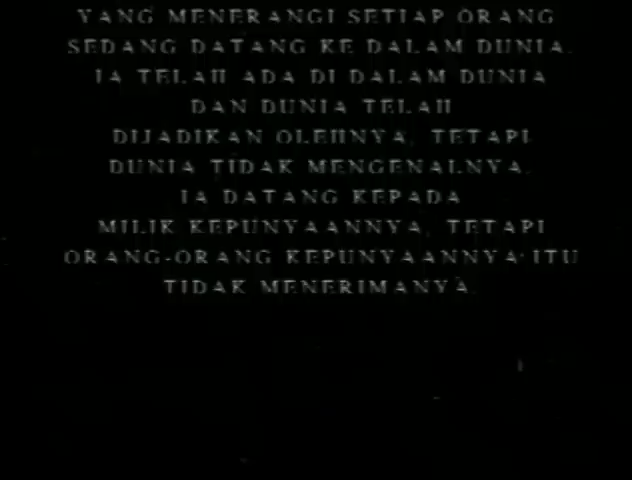 YANG MENERANGI SETIAP ORANG
SEDANG DATANG KE DALAM DUNIA.
IA TELAH ADA DI DALAM DUNIA
DAN DUNIA TELAH
DIJADIKAN OLEHNYA, TETAPI
DUNIA TIDAK MENGENALNYA.
IA DATANG KEPADA
MILIK KEPUNYAANNYA, TETAPI
ORANG-ORANG KEPUNYAANNYA ITU
TIDAK MENERIMANYA.